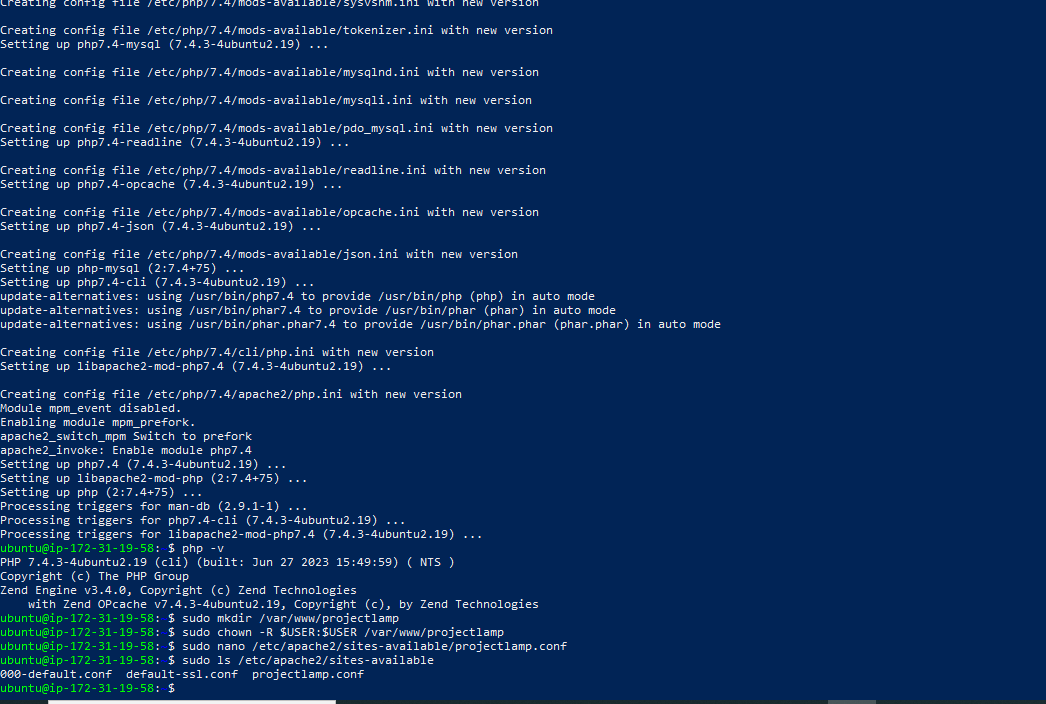 Creating config file /etc/php/7.4/mods-available/sysvshm.ini with new version
Creating config file /etc/php/7.4/mods-available/tokenizer.ini with new version
Setting up php7.4-mysql (7.4.3-4ubuntu2.19) ...
Creating config file /etc/php/7.4/mods-available/mysqlnd.ini with new version
Creating config file /etc/php/7.4/mods-available/mysqli.ini with new version
Creating config file /etc/php/7.4/mods-available/pdo_mysql.ini with new version
Setting up php7.4-readline (7.4.3-4ubuntu2.19) ...
Creating config file /etc/php/7.4/mods-available/readline.ini with new version
Setting up php7.4-opcache (7.4.3-4ubuntu2.19) ...
Creating config file /etc/php/7.4/mods-available/opcache.ini with new version
Setting up php7.4-json (7.4.3-4ubuntu2.19) ...
Creating config file /etc/php/7.4/mods-available/json.ini with new version
Setting up php-mysql (2:7.4+75) ...
Setting up php7.4-cli (7.4.3-4ubuntu2.19) ...
update-alternatives: using /usr/bin/php7.4 to provide /usr/bin/php (php) in auto mode
update-alternatives: using /usr/bin/phar7.4 to provide /usr/bin/phar (phar) in auto mode
update-alternatives: using /usr/bin/phar.phar7.4 to provide /usr/bin/phar.phar (phar.phar) in auto mode
Creating config file /etc/php/7.4/cli/php.ini with new version
Setting up libapache2-mod-php7.4 (7.4.3-4ubuntu2.19) ...
Creating config file /etc/php/7.4/apache2/php.ini with new version
Module mpm_event disabled.
Enabling module mpm_prefork.
apache2_switch_mpm Switch to prefork
apache2_invoke: Enable module php7.4
Setting up php7.4 (7.4.3-4ubuntu2.19) ...
Setting up libapache2-mod-php (2:7.4+75) ...
Setting up php (2:7.4+75) ...
Processing triggers for man-db (2.9.1-1) ...
Processing triggers for php7.4-cli (7.4.3-4ubuntu2.19) ...
Processing triggers for libapache2-mod-php7.4 (7.4.3-4ubuntu2.19) ...
ubuntu@ip-172-31-19-58: $ php -v
PHP 7.4.3-4ubuntu2.19 (cli) (built: Jun 27 2023 15:49:59) ( NTS )
Copyright (c) The PHP Group
Zend Engine v3.4.0, Copyright (c) Zend Technologies
    with Zend OPcache v7.4.3-4ubuntu2.19, Copyright (c), by Zend Technologies
ubuntu@ip-172-31-19-58: $ sudo mkdir /var/www/projectlamp
ubuntu@ip-172-31-19-58: $ sudo chown -R $USER:$USER /var/www/projectlamp
ubuntu@ip-172-31-19-58: $ sudo nano /etc/apache2/sites-available/projectlamp.conf
ubuntu@ip-172-31-19-58: $ sudo ls /etc/apache2/sites-available
000-default.conf  default-ssl.conf  projectlamp.conf
ubuntu@ip-172-31-19-58: $